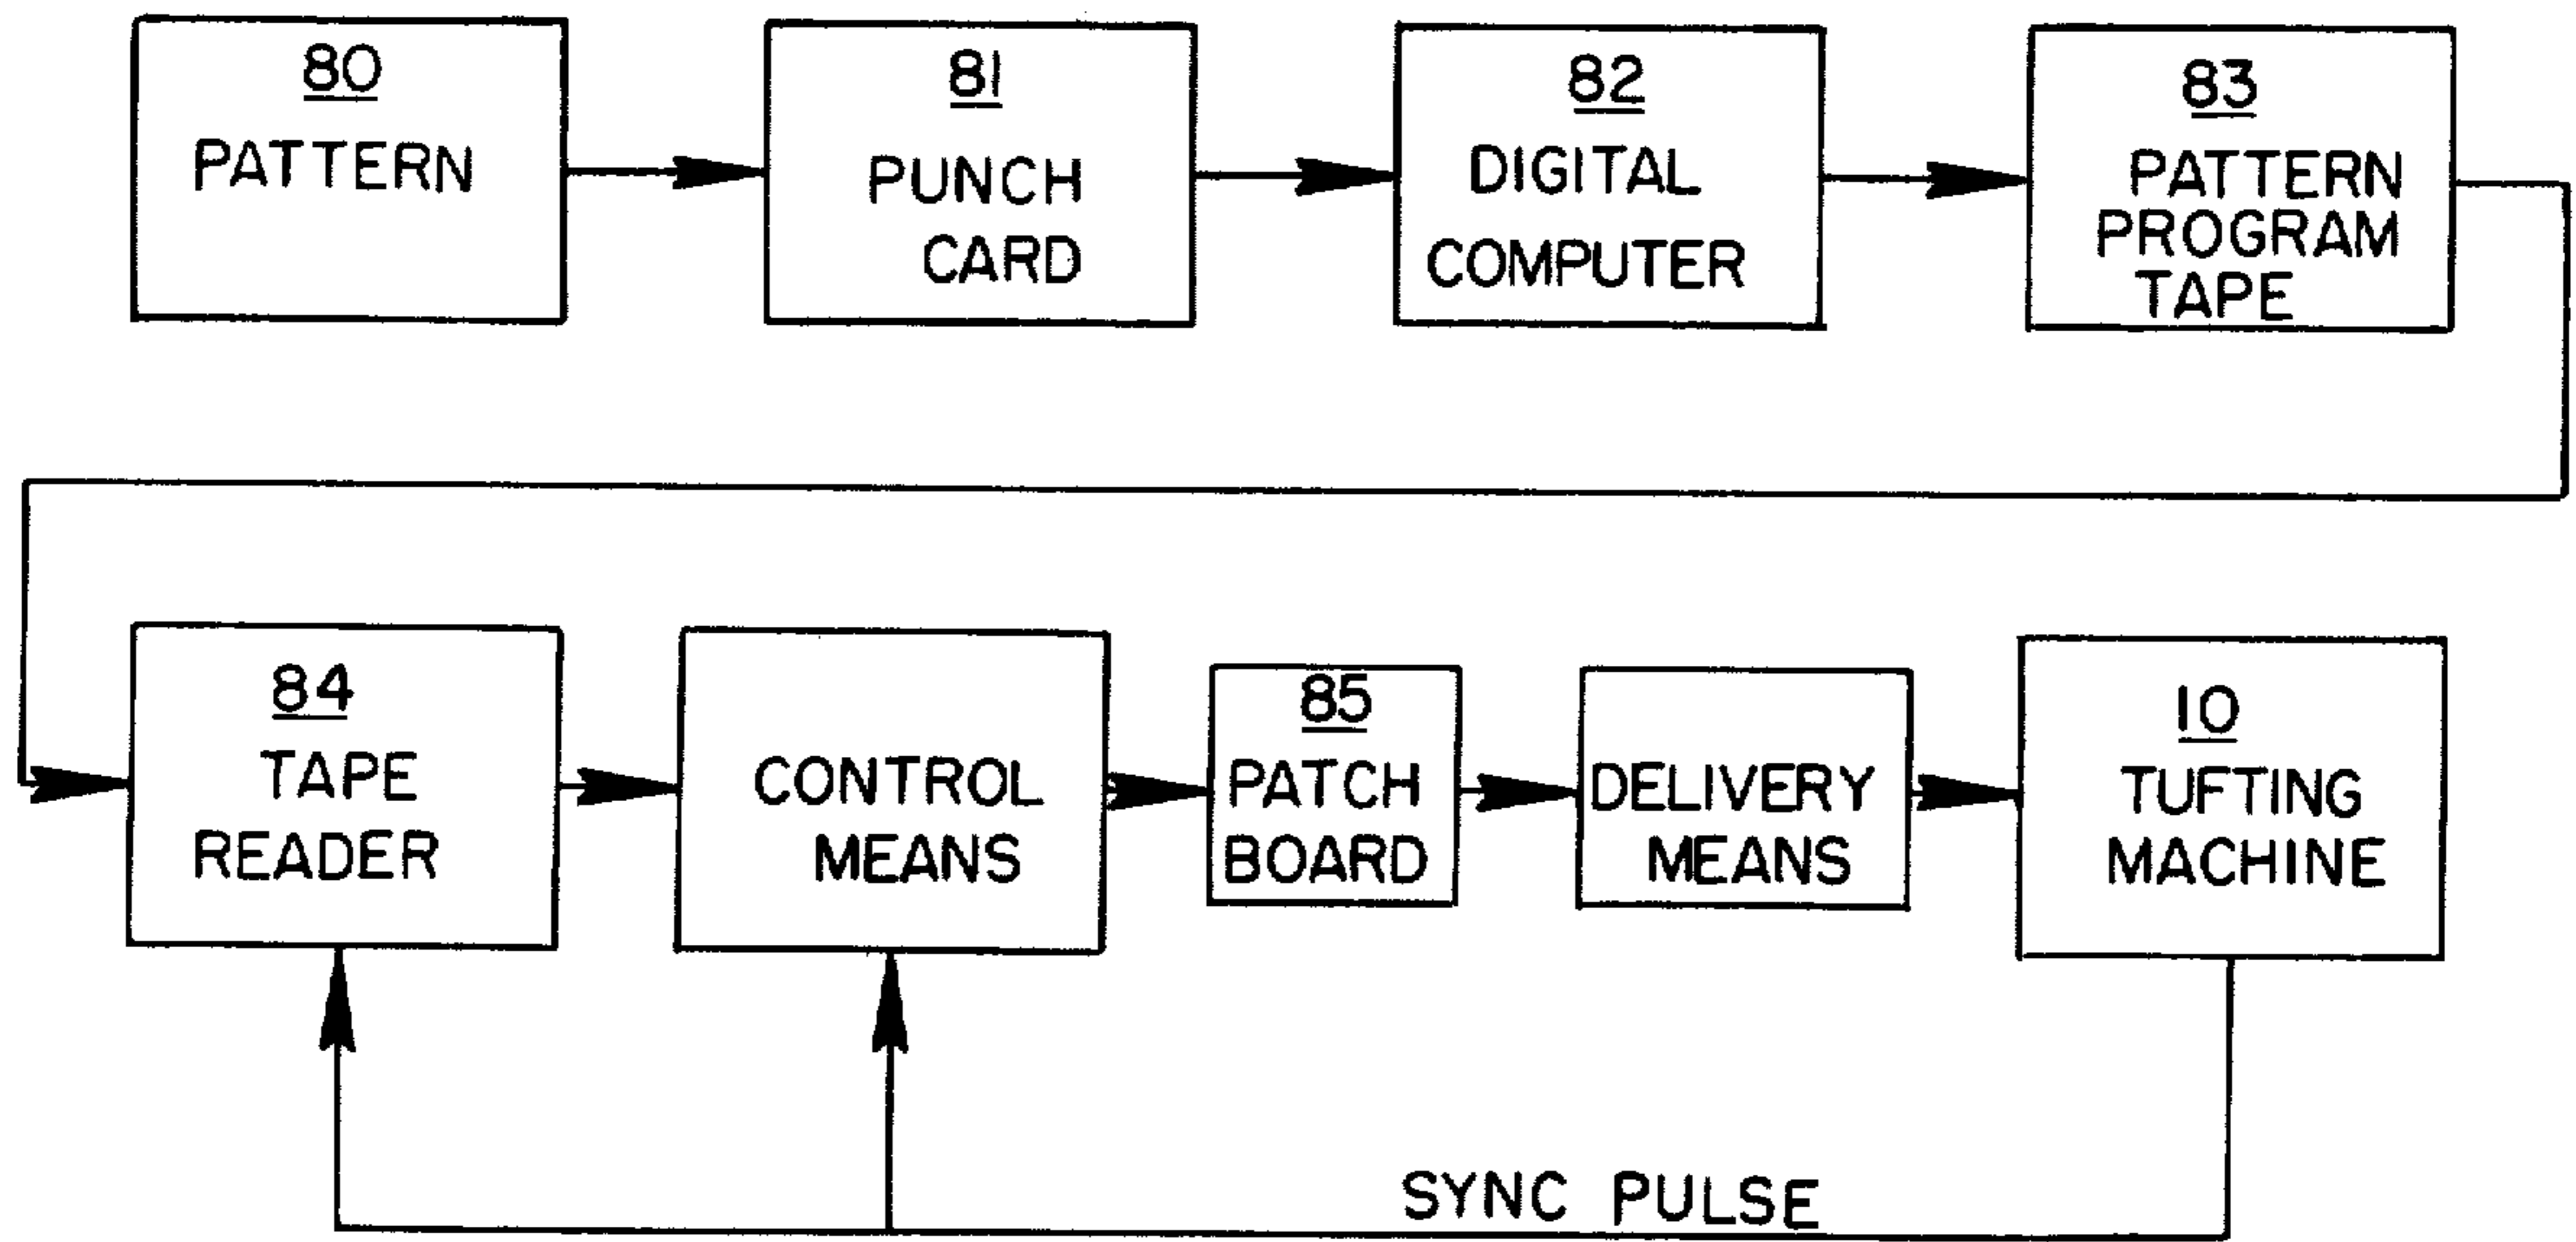 80
PATTERN
81
PUNCH
CARD
82
DIGITAL
COMPUTER
83
PATTERN
PROGRAM
TAPE
84
TAPE
READER
CONTROL
MEANS
85
PATCH
BOARD
DELIVERY
MEANS
10
TUFTING
MACHINE
SYNC PULSE